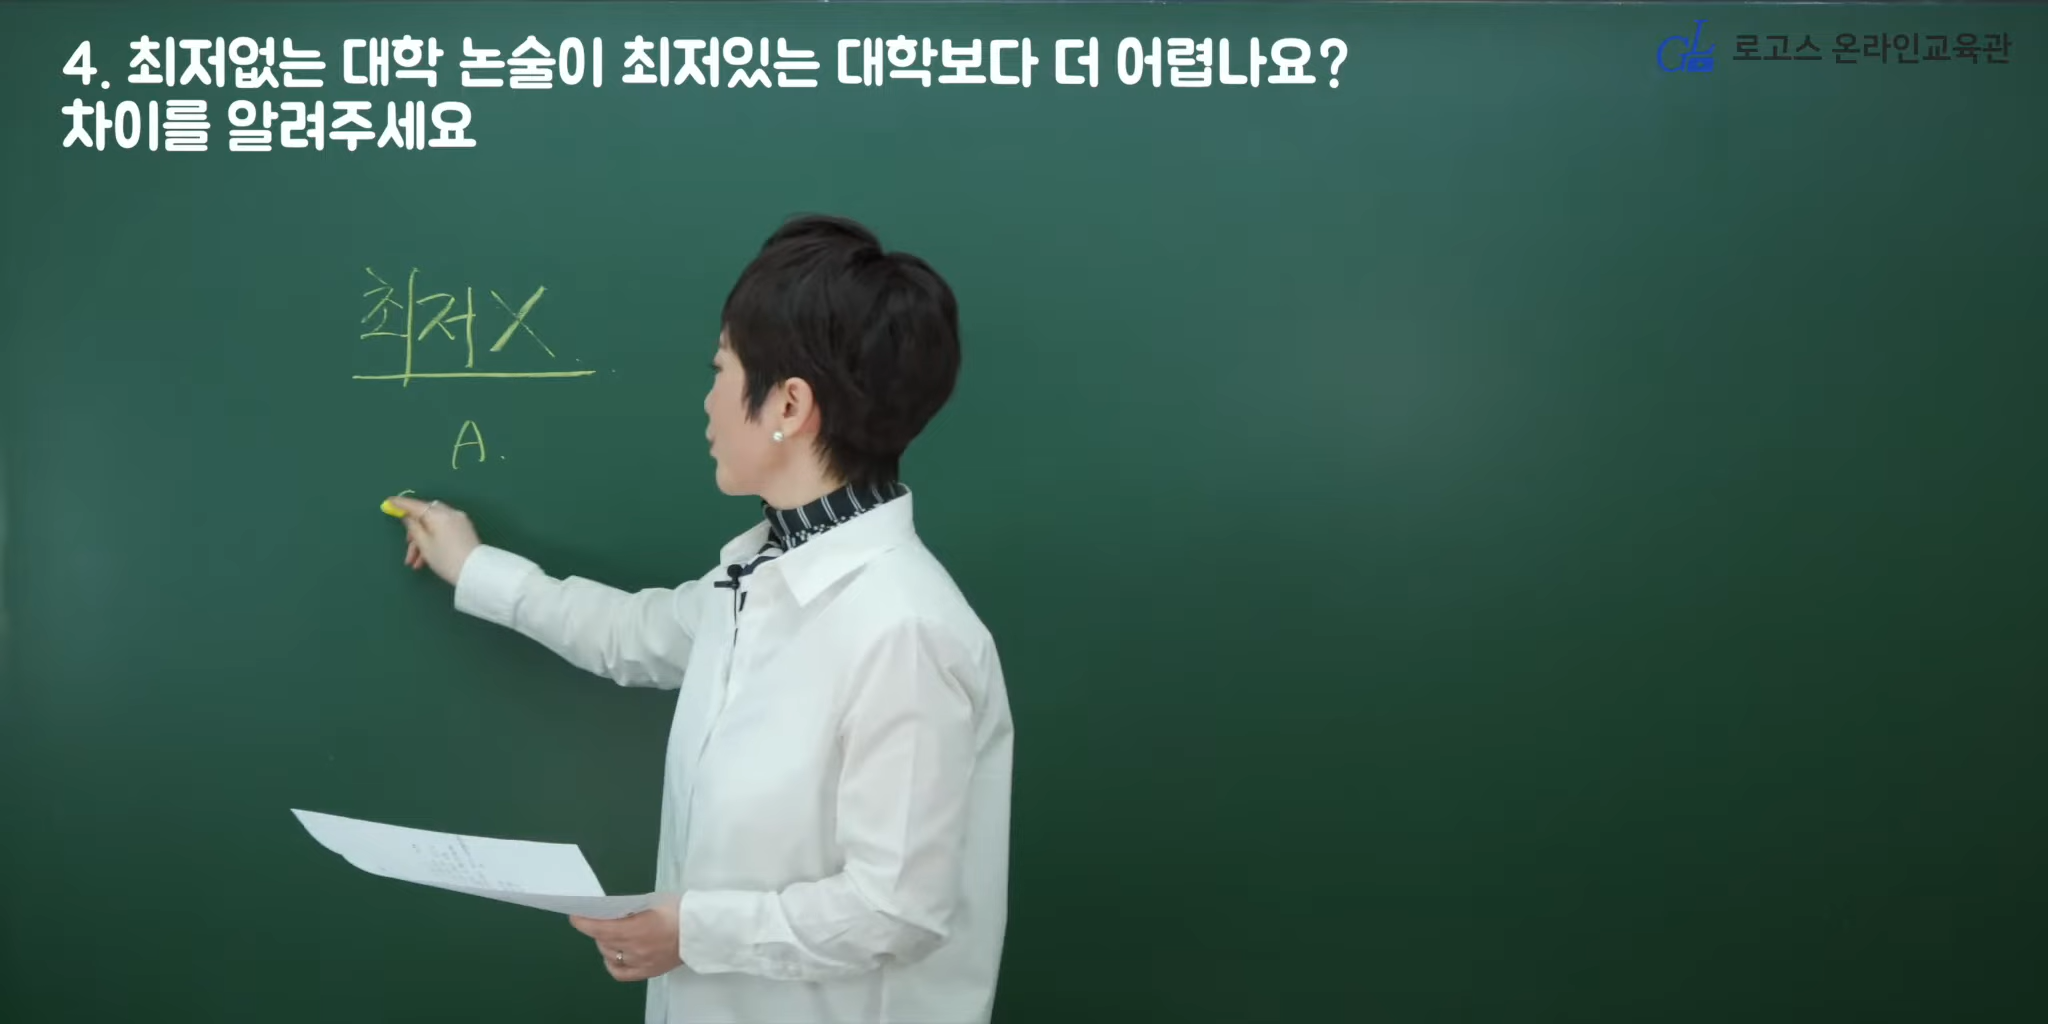 4. 최저없는 대학 논술이 최저있는 대학보다 더 어렵나요?
차이를 알려주세요
로고스 온라인교육관
최저X
A.